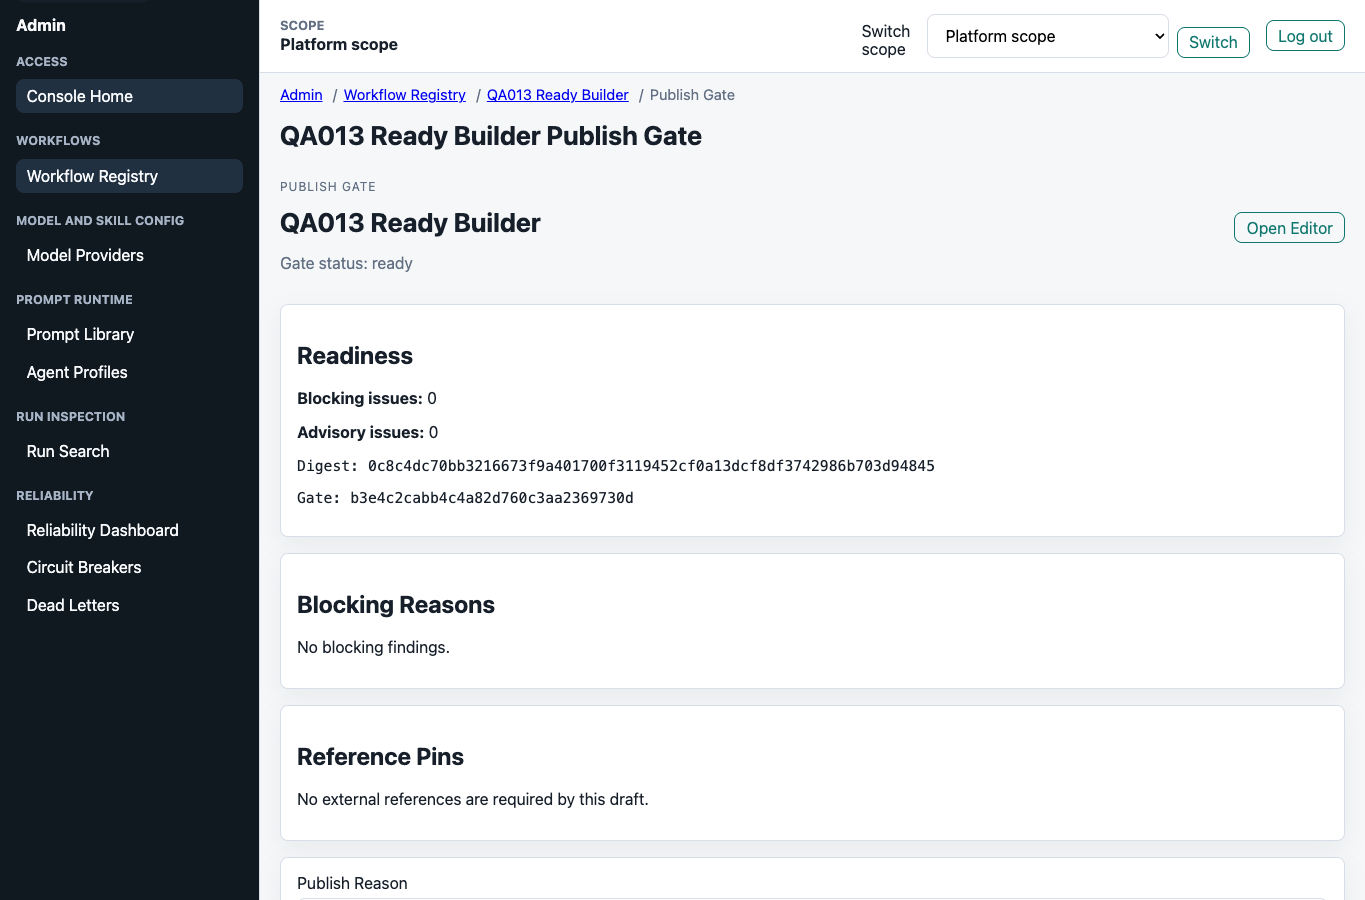 Admin
ACCESS
Console Home
WORKFLOWS
Workflow Registry
MODEL AND SKILL CONFIG
Model Providers
PROMPT RUNTIME
Prompt Library
Agent Profiles
RUN INSPECTION
Run Search
RELIABILITY
Reliability Dashboard
Circuit Breakers
Dead Letters
SCOPE
Platform scope
Switch
scope
Platform scope
Switch
Log out
Admin / Workflow Registry / QA013 Ready Builder / Publish Gate
QA013 Ready Builder Publish Gate
PUBLISH GATE
QA013 Ready Builder
Open Editor
Gate status: ready
Readiness
Blocking issues: 0
Advisory issues: 0
Digest: 0c8c4dc70bb3216673f9a401700f3119452cf0a13dcf8df3742986b703d94845
Gate: b3e4c2cabb4c4a82d760c3aa2369730d
Blocking Reasons
No blocking findings.
Reference Pins
No external references are required by this draft.
Publish Reason